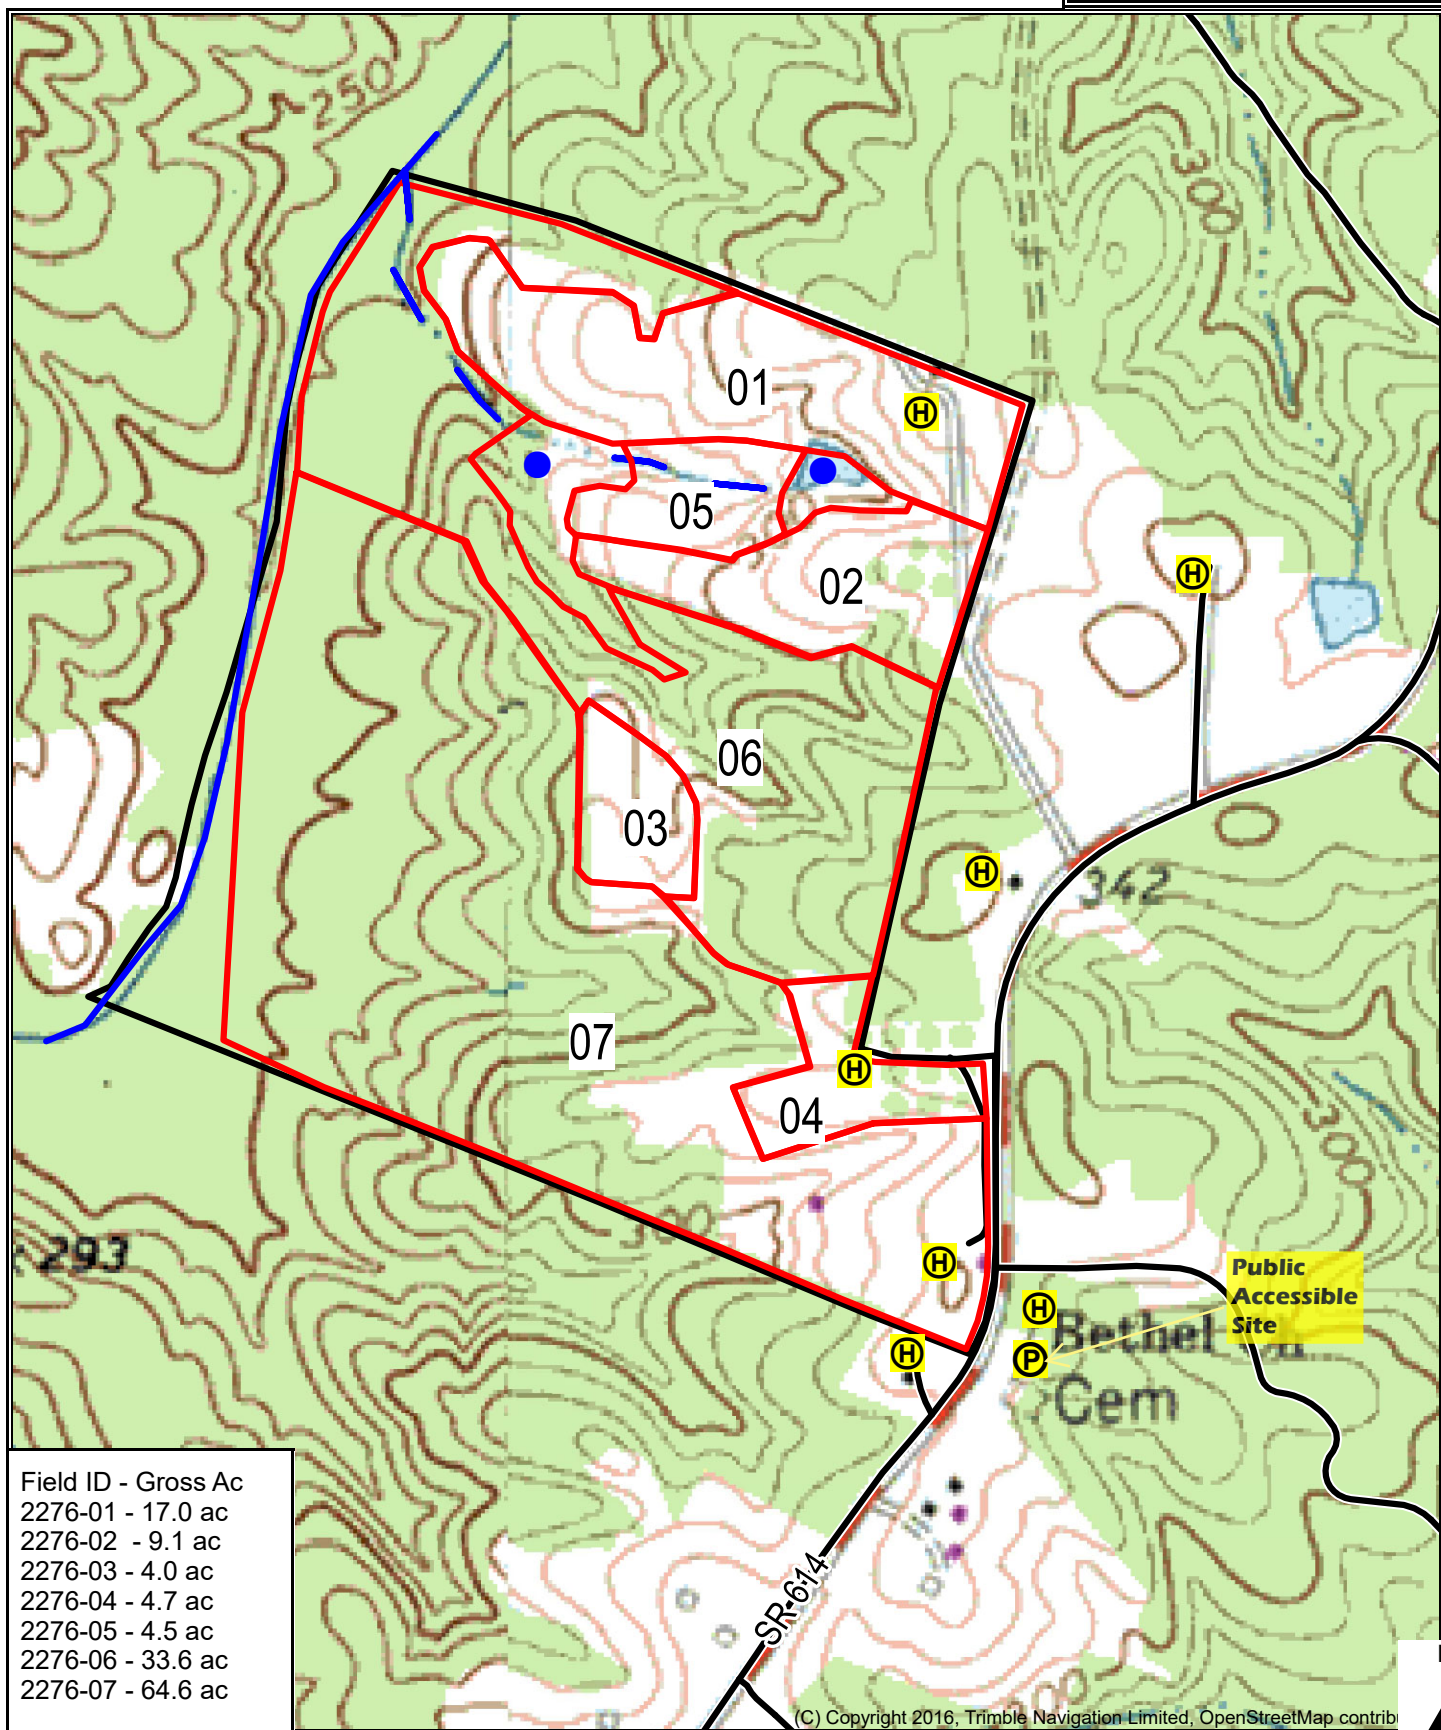 250
300
01
H
05
02
H
06
03
H
342
07
H
04
300
300
293
H
Public
Accessible
Site
H
Bethel
H
P
Cem
Field ID - Gross Ac
2276-01 - 17.0 ac
2276-02 - 9.1 ac
2276-03 - 4.0 ac
2276-04 - 4.7 ac
2276-05 - 4.5 ac
2276-06 - 33.6 ac
2276-07 - 64.6 ac
SR-614
300
(C) Copyright 2016, Trimble Navigation Limited, OpenStreetMap contribu